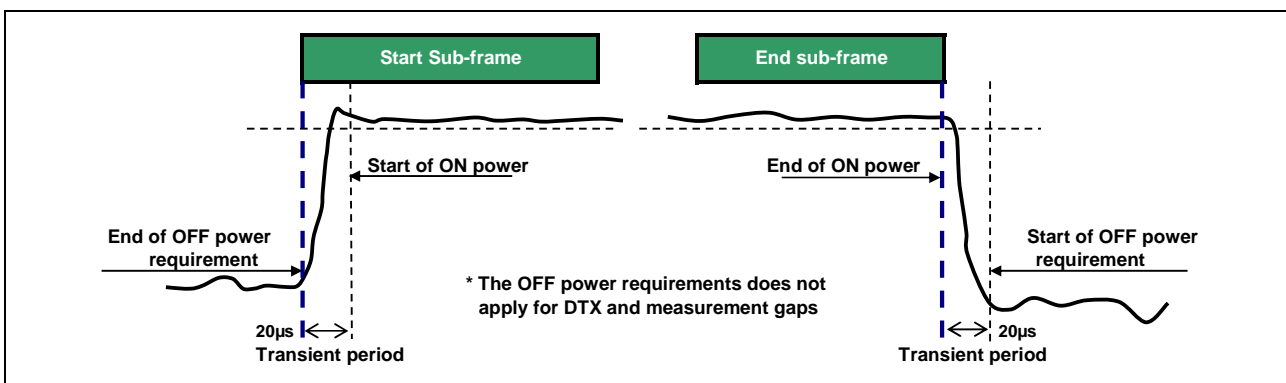 Start Sub-frame
End sub-frame
Start of ON power
End of ON power
End of OFF power
requirement
Start of OFF power
requirement
* The OFF power requirements does not
apply for DTX and measurement gaps
20µs
Transient period
20µs
Transient period